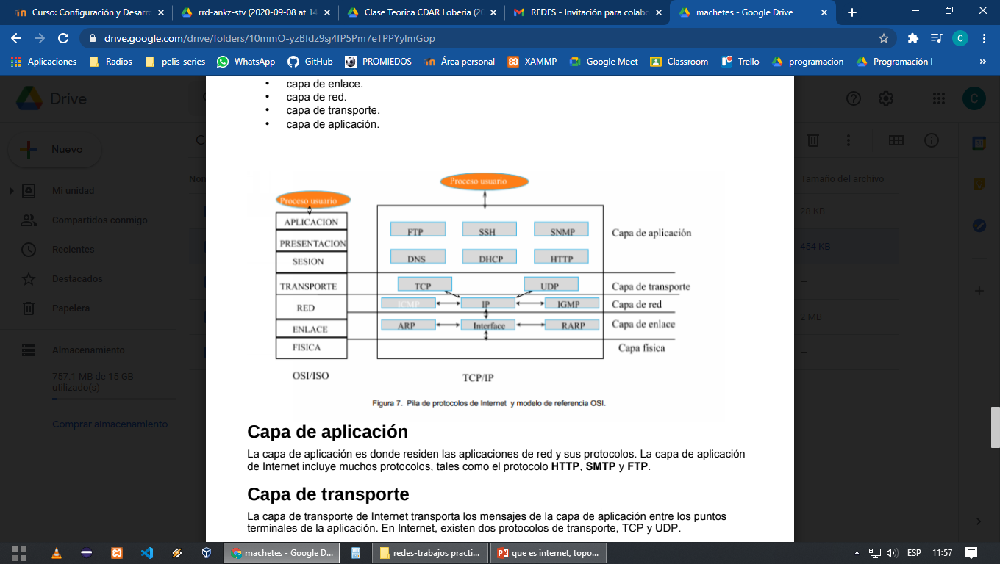 Curso: Configuración y Desarro
rrd-ankz-stv (2020-09-08 at 14
Clase Teorica CDAR Loberia (20
REDES - Invitación para colabo
machetes - Google Drive
drive.google.com/drive/folders/10mmO-yzBfdz9sj4fP5Pm7eTPPYyImGop
Aplicaciones
Radios
pelis-series
WhatsApp
GitHub
PROMIEDOS
Área personal
XAMMP
Google Meet
Classroom
Trello
programacion
Programación I
»
Drive
C
Nuevo
Mi unidad
Compartidos conmigo
Recientes
Destacados
Papelera
Almacenamiento
757.1 MB de 15 GB
utilizado(s)
Comprar almacenamiento
Tamaño del archivo
28 KB
454 KB
—
2 MB
—
• capa de enlace.
• capa de red.
• capa de transporte.
• capa de aplicación.
Proceso usuario
APLICACION
PRESENTACION
SESION
TRANSPORTE
RED
ENLACE
FISICA
OSI/ISO
Proceso usuario
FTP SSH SNMP
Capa de aplicación
DNS DHCP HTTP
TCP UDP
Capa de transporte
ICMP IP IGMP
Capa de red
ARP Interface RARP
Capa de enlace
Capa fisica
TCP/IP
Figura 7. Pila de protocolos de Internet y modelo de referencia OSI.
Capa de aplicación
La capa de aplicación es donde residen las aplicaciones de red y sus protocolos. La capa de aplicación
de Internet incluye muchos protocolos, tales como el protocolo HTTP, SMTP y FTP.
Capa de transporte
La capa de transporte de Internet transporta los mensajes de la capa de aplicación entre los puntos
terminales de la aplicación. En Internet, existen dos protocolos de transporte, TCP y UDP.
machetes - Google D...
redes-trabajos practi...
que es internet, topo...
ESP
11:57